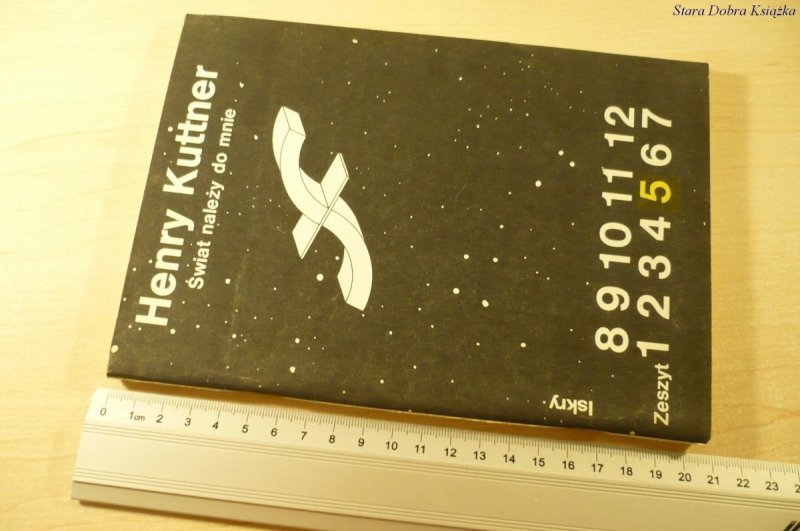 Stara Dobra Książka
Henry Kuttner
Świat należy do mnie
8 9 10 11 12
Zeszyt 1 2 3 4 5 6 7
Iskry
0 1cm 2 3 4 5 6 7 8 9 10 11 12 13 14 15 16 17 18 19 20 21 22 23